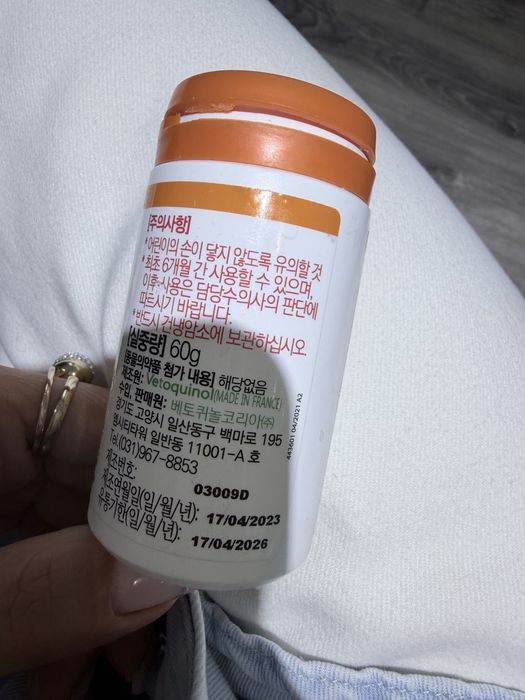 [주의사항]
* 어린이의 손이 닿지 않도록 유의할 것
* 최초 6개월 간 사용할 수 있으며,
이후 사용은 담당수의사의 판단에
따르시기 바랍니다.
* 반드시 건냉암소에 보관하십시오.
[실중량] 60g
[동물의약품 첨가 내용] 해당없음
제조원: Vetoquinol(MADE IN FRANCE)
수입, 판매원: 베토퀴놀코리아㈜
경기도 고양시 일산동구 백마로 195
엠시티타워 일반동 11001-A 호
Tel(031)967-8853
제조번호: 03009D
제조연월일(일/월/년): 17/04/2023
유통기한(일/월/년): 17/04/2026
443601 04/2021 A2